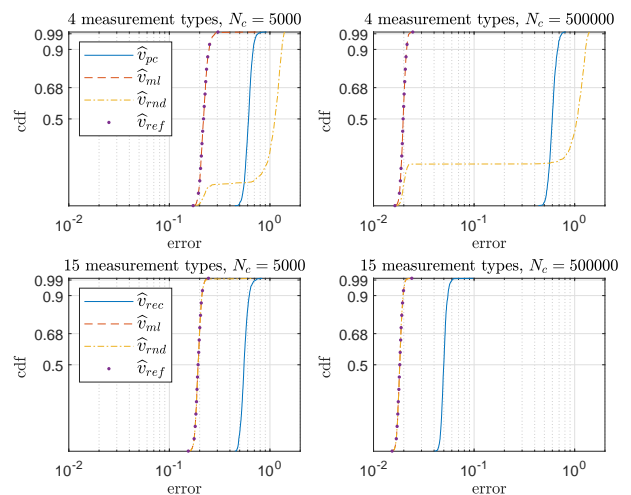 4 measurement types, N_c = 5000
4 measurement types, N_c = 500000
0.99
0.9
0.68
0.5
cdf
v̂_pc
v̂_ml
v̂_rnd
v̂_ref
10^-2
10^-1
10^0
error
0.99
0.9
0.68
0.5
cdf
10^-2
10^-1
10^0
error
15 measurement types, N_c = 5000
15 measurement types, N_c = 500000
0.99
0.9
0.68
0.5
cdf
v̂_rec
v̂_ml
v̂_rnd
v̂_ref
10^-2
10^-1
10^0
error
0.99
0.9
0.68
0.5
cdf
10^-2
10^-1
10^0
error